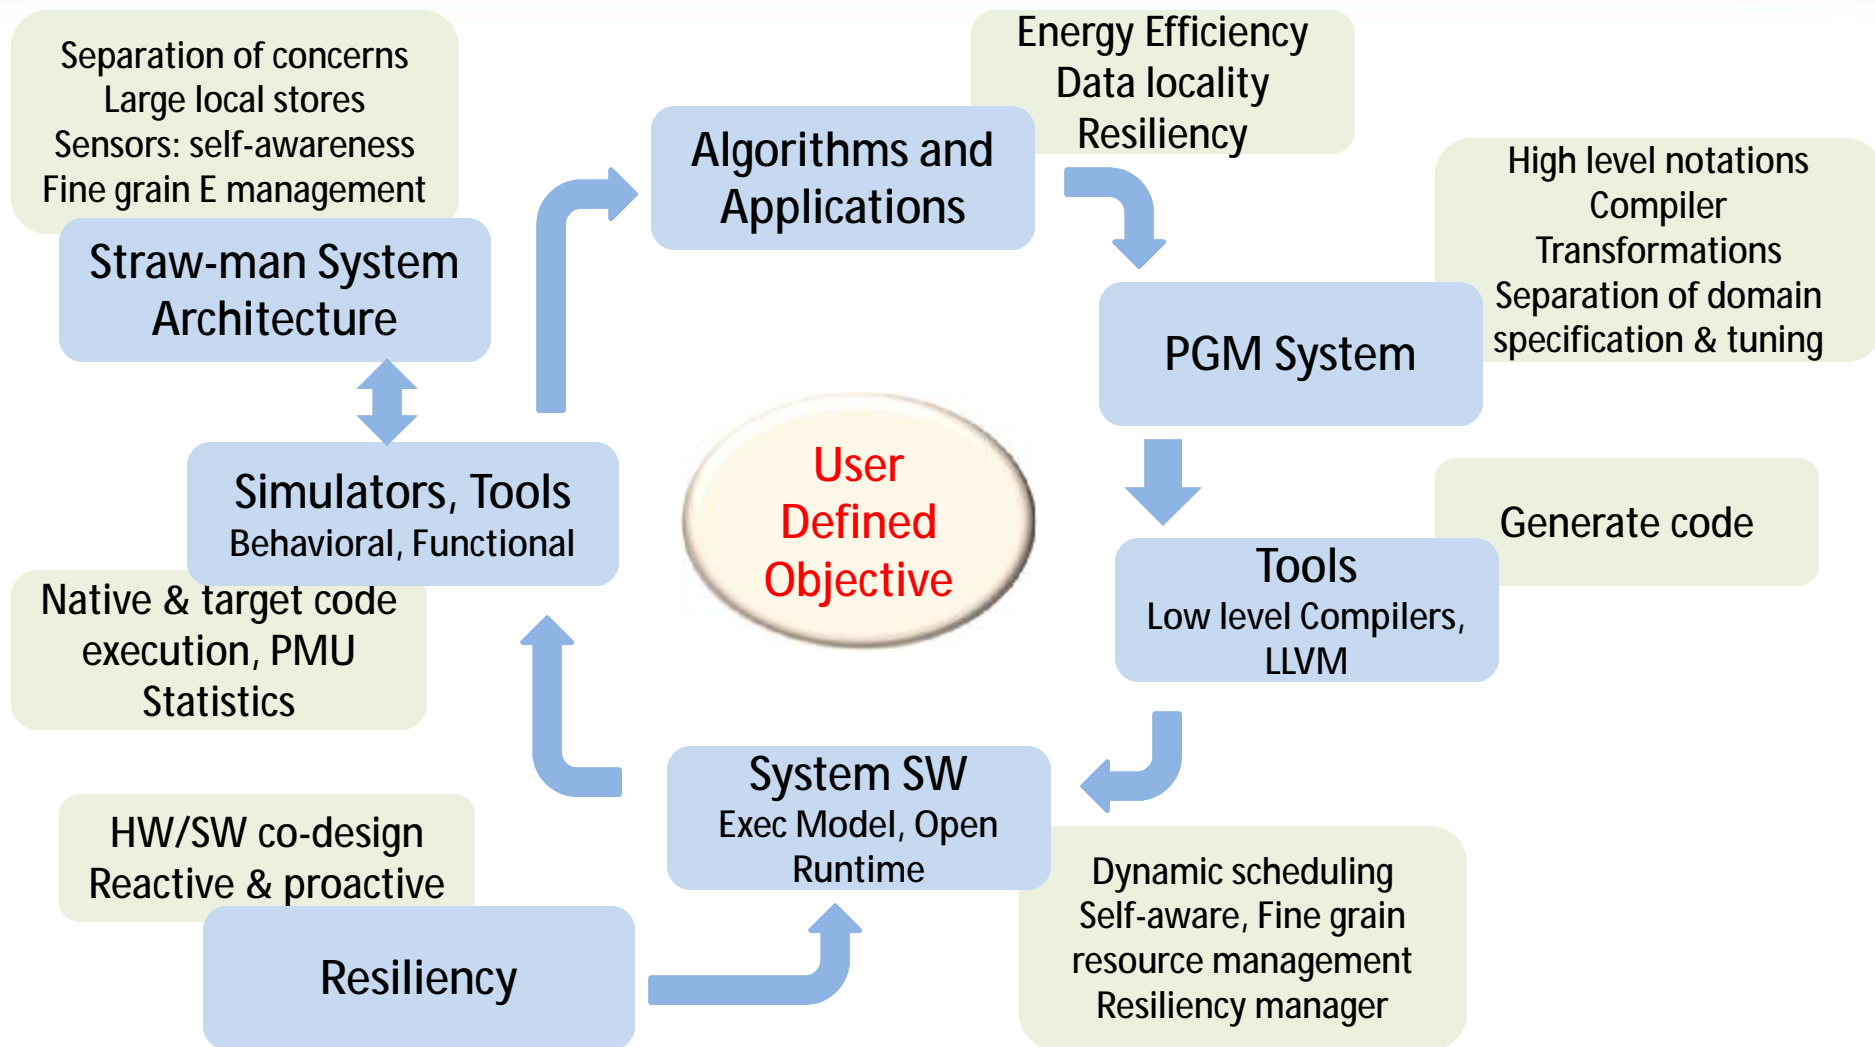 Separation of concerns
Large local stores
Sensors: self-awareness
Fine grain E management
Straw-man System
Architecture
Energy Efficiency
Data locality
Resiliency
Algorithms and
Applications
High level notations
Compiler
Transformations
Separation of domain
specification & tuning
PGM System
Simulators, Tools
Behavioral, Functional
Native & target code
execution, PMU
Statistics
User
Defined
Objective
Generate code
Tools
Low level Compilers,
LLVM
System SW
Exec Model, Open
Runtime
Dynamic scheduling
Self-aware, Fine grain
resource management
Resiliency manager
HW/SW co-design
Reactive & proactive
Resiliency